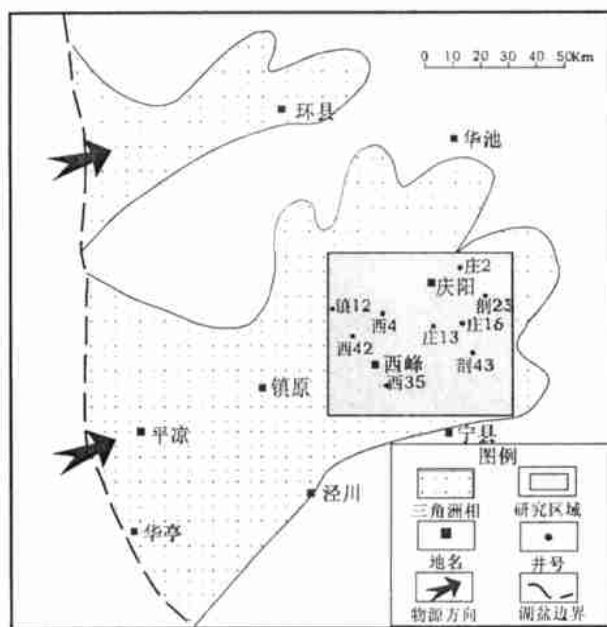 0 10 20 30 40 50Km
环县
华池
庄2
庆阳
镇12
剖23
西4
庄13
庄16
西42
剖43
西峰
西35
镇原
平凉
宁县
泾川
华亭
图例
三角洲相
研究区域
地名
井号
物源方向
湖盆边界